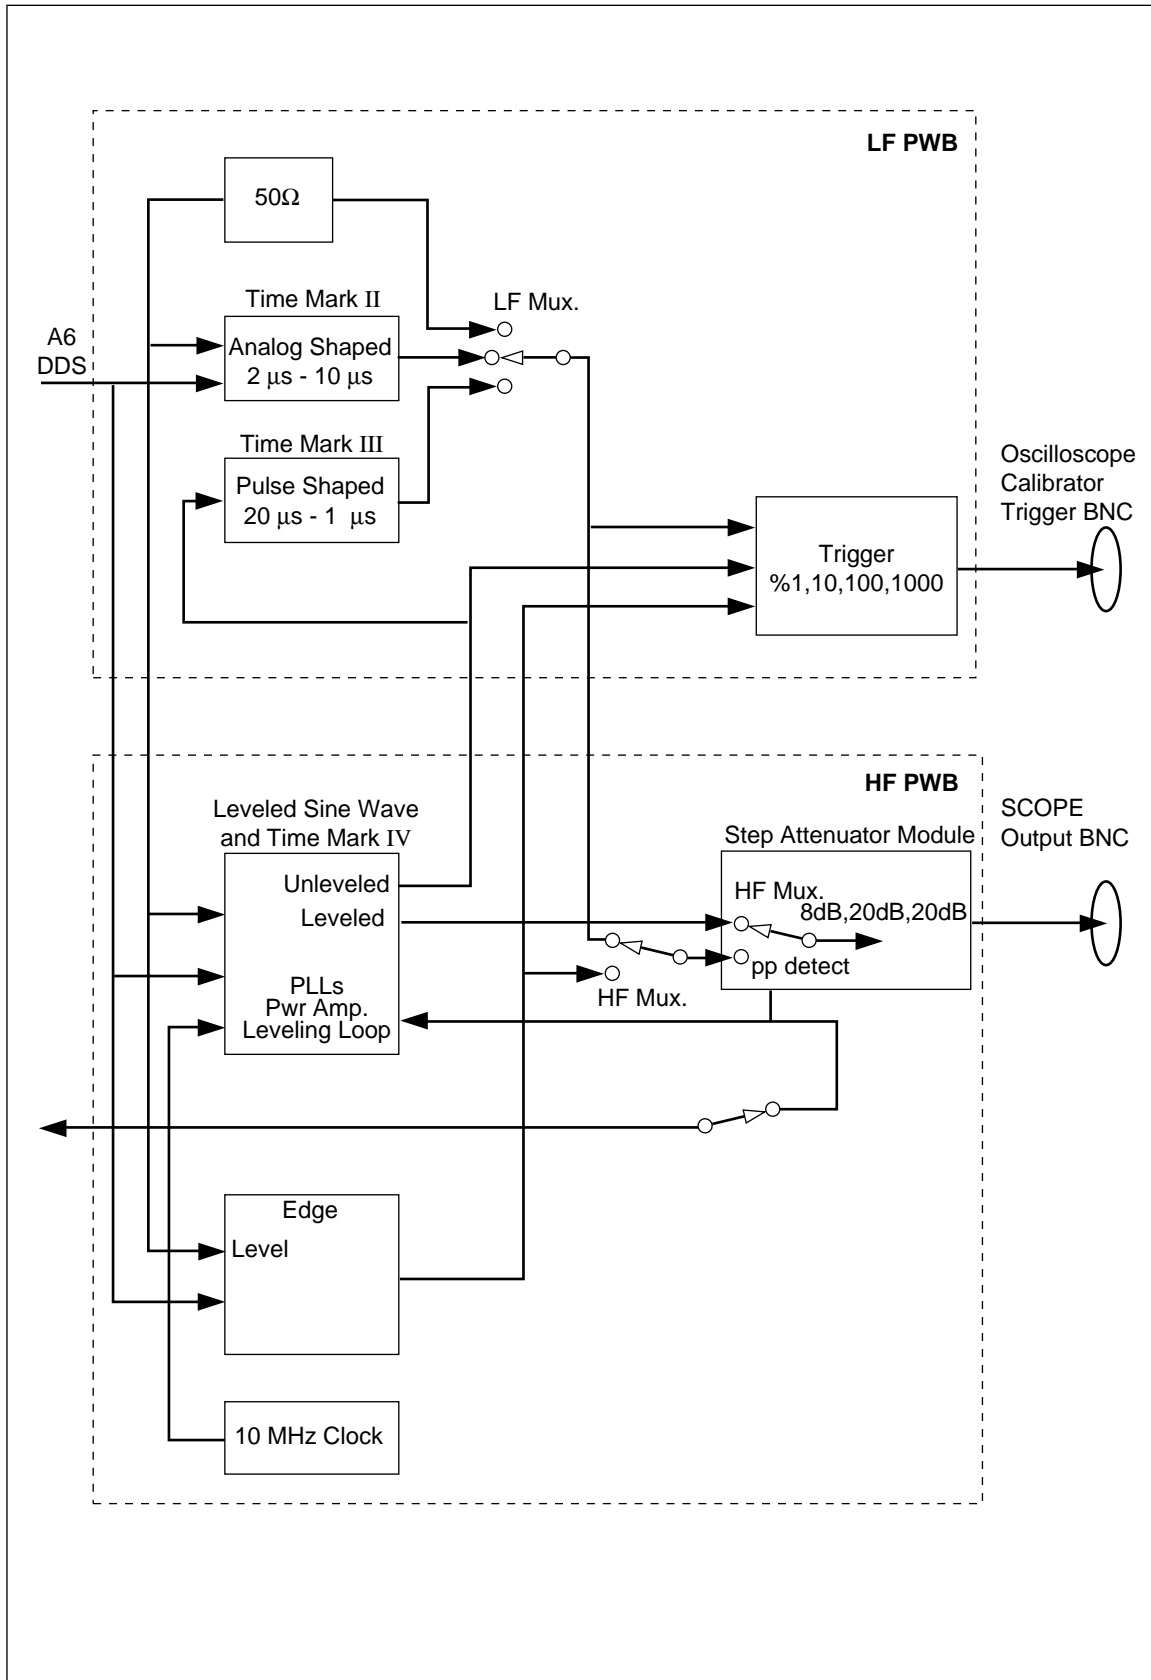 LF PWB
50Ω
Time Mark II
LF Mux.
A6
DDS
Analog Shaped
2 μs - 10 μs
Time Mark III
Pulse Shaped
20 μs - 1 μs
Oscilloscope
Calibrator
Trigger BNC
Trigger
%1,10,100,1000
HF PWB
Leveled Sine Wave
and Time Mark IV
SCOPE
Output BNC
Step Attenuator Module
Unleveled
Leveled
HF Mux.
8dB,20dB,20dB
pp detect
PLLs
Pwr Amp.
Leveling Loop
HF Mux.
Edge
Level
10 MHz Clock